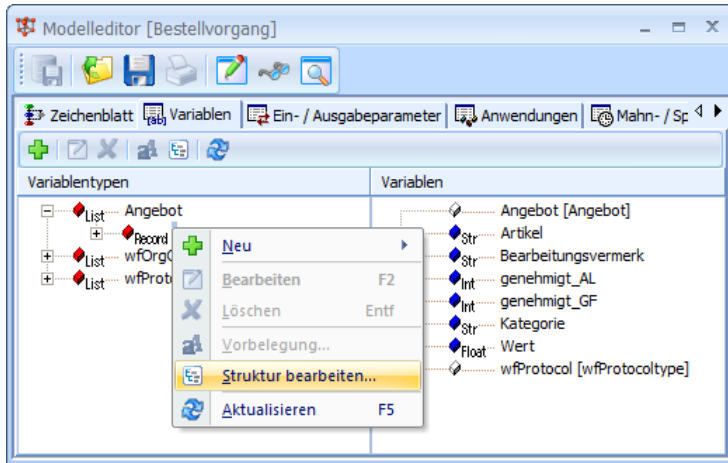 Modelleditor [Bestellvorgang]
Zeichenblatt Variablen Ein- / Ausgabeparameter Anwendungen Mahn- / Sp
Variablentypen Variablen
List Angebot
Record
List
List
Neu
Bearbeiten F2
Löschen Entf
Vorbelegung...
Struktur bearbeiten...
Aktualisieren F5
Angebot [Angebot]
Str Artikel
Str Bearbeitungsvermerk
Int genehmigt_AL
Int genehmigt_GF
Str Kategorie
Float Wert
wfProtocol [wfProtocoltype]